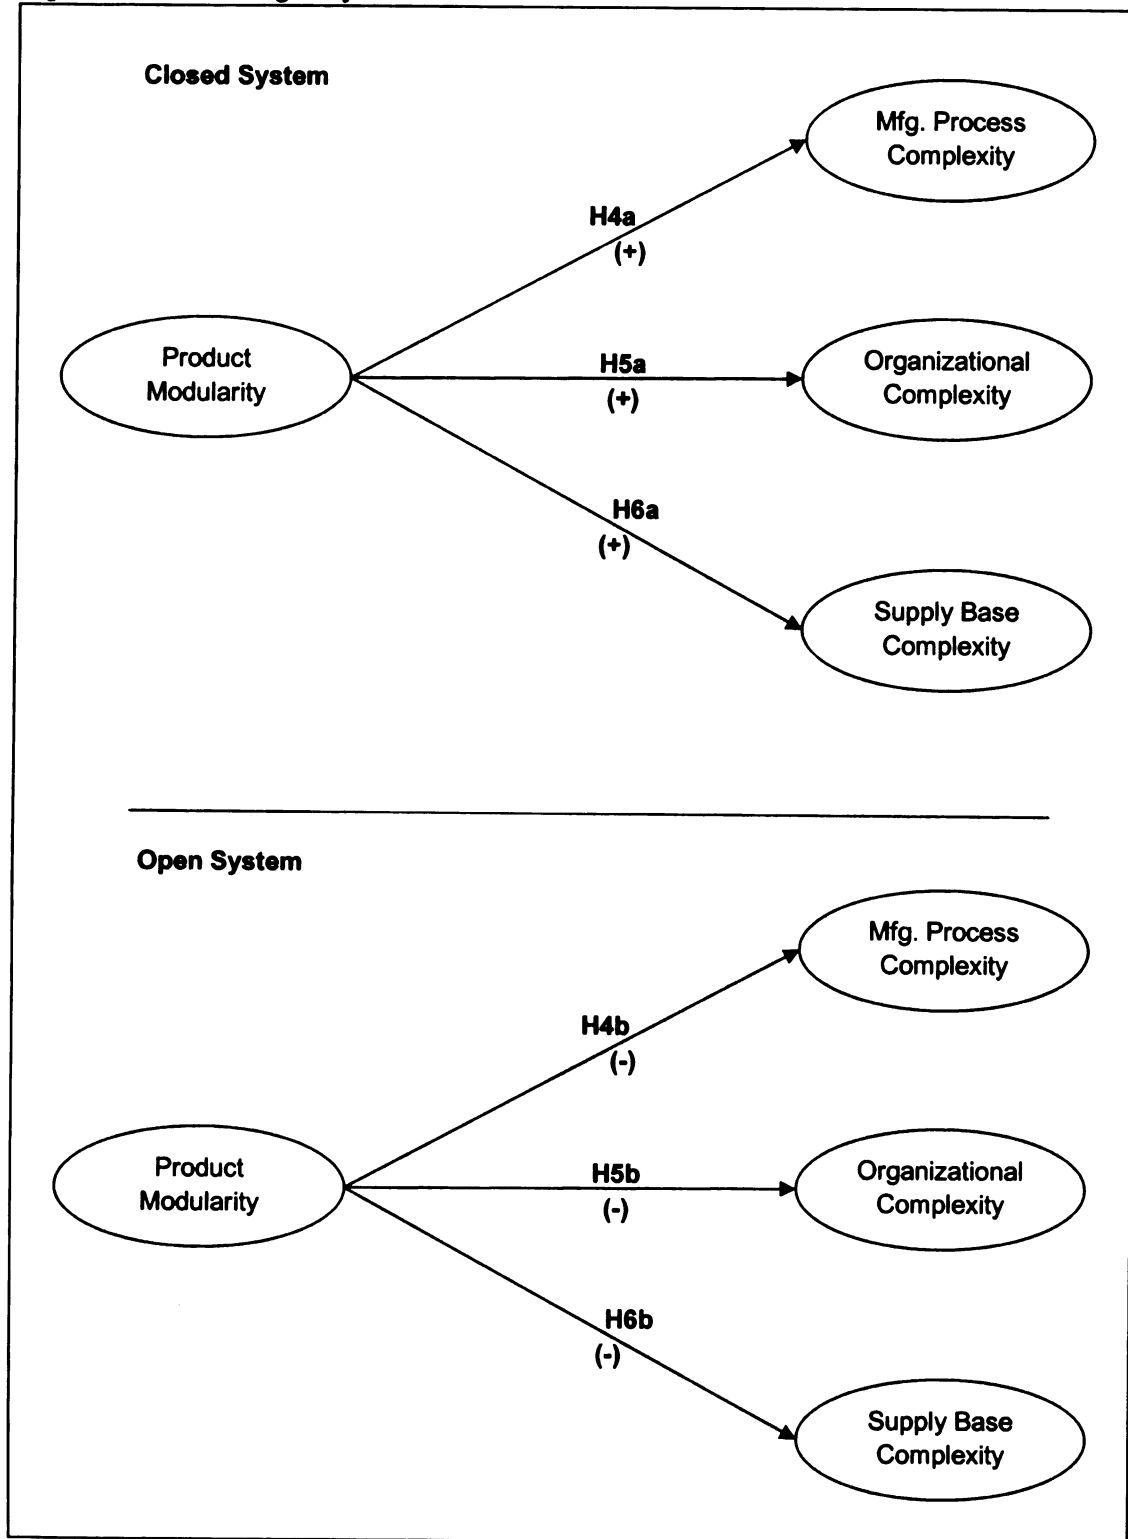 Closed System
Mfg. Process
Complexity
H4a
(+)
Product
Modularity
H5a
(+)
Organizational
Complexity
H6a
(+)
Supply Base
Complexity
Open System
Mfg. Process
Complexity
H4b
(-)
Product
Modularity
H5b
(-)
Organizational
Complexity
H6b
(-)
Supply Base
Complexity